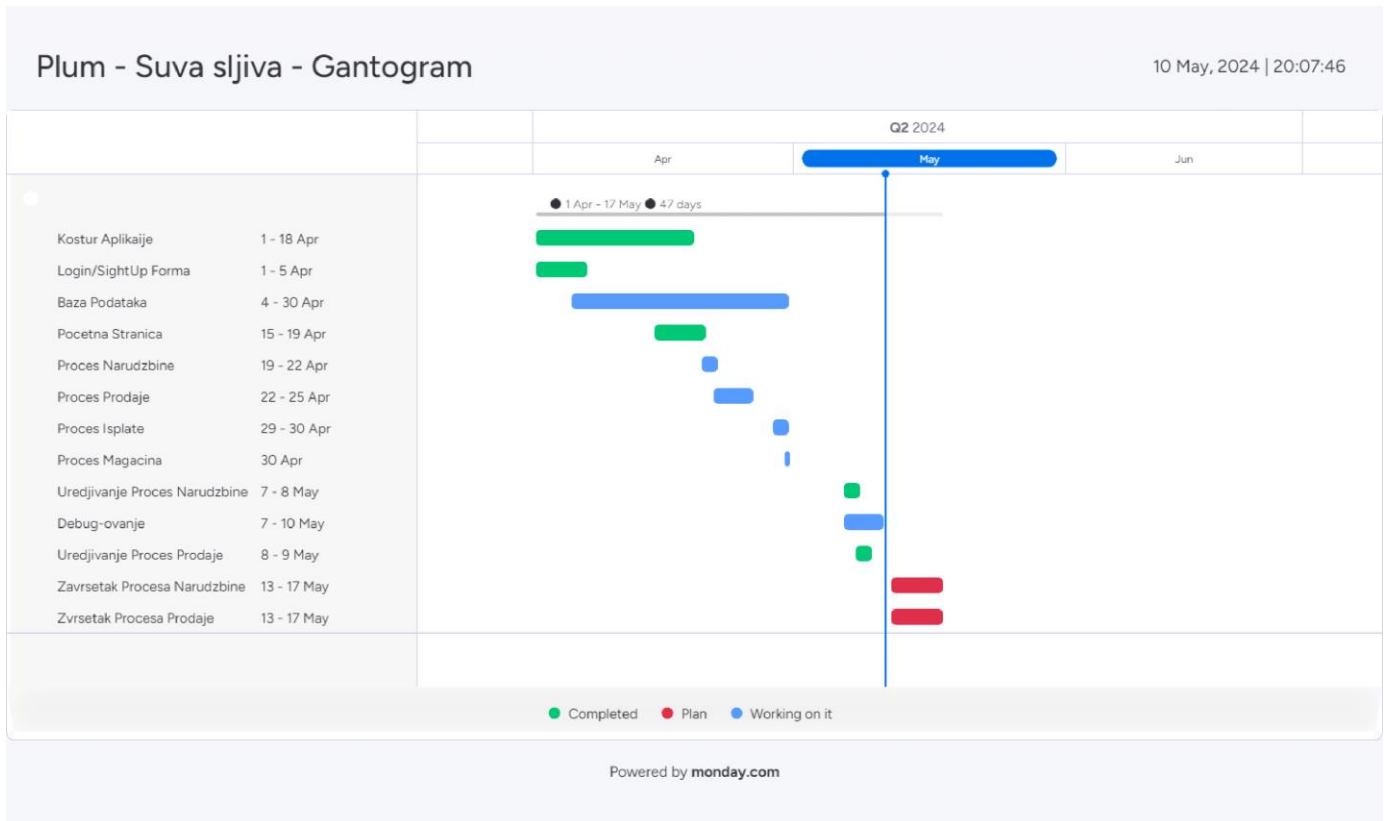 Plum - Suva sljiva - Gantogram
10 May, 2024 | 20:07:46
Q2 2024
Apr May Jun
1 Apr - 17 May 47 days
Kostur Aplikaije 1 - 18 Apr
Login/SightUp Forma 1 - 5 Apr
Baza Podataka 4 - 30 Apr
Pocetna Stranica 15 - 19 Apr
Proces Narudzbine 19 - 22 Apr
Proces Prodaje 22 - 25 Apr
Proces Isplate 29 - 30 Apr
Proces Magacina 30 Apr
Uredjivanje Proces Narudzbine 7 - 8 May
Debug-ovanje 7 - 10 May
Uredjivanje Proces Prodaje 8 - 9 May
Zavrsetak Procesa Narudzbine 13 - 17 May
Zvrsetak Procesa Prodaje 13 - 17 May
Completed Plan Working on it
Powered by monday.com